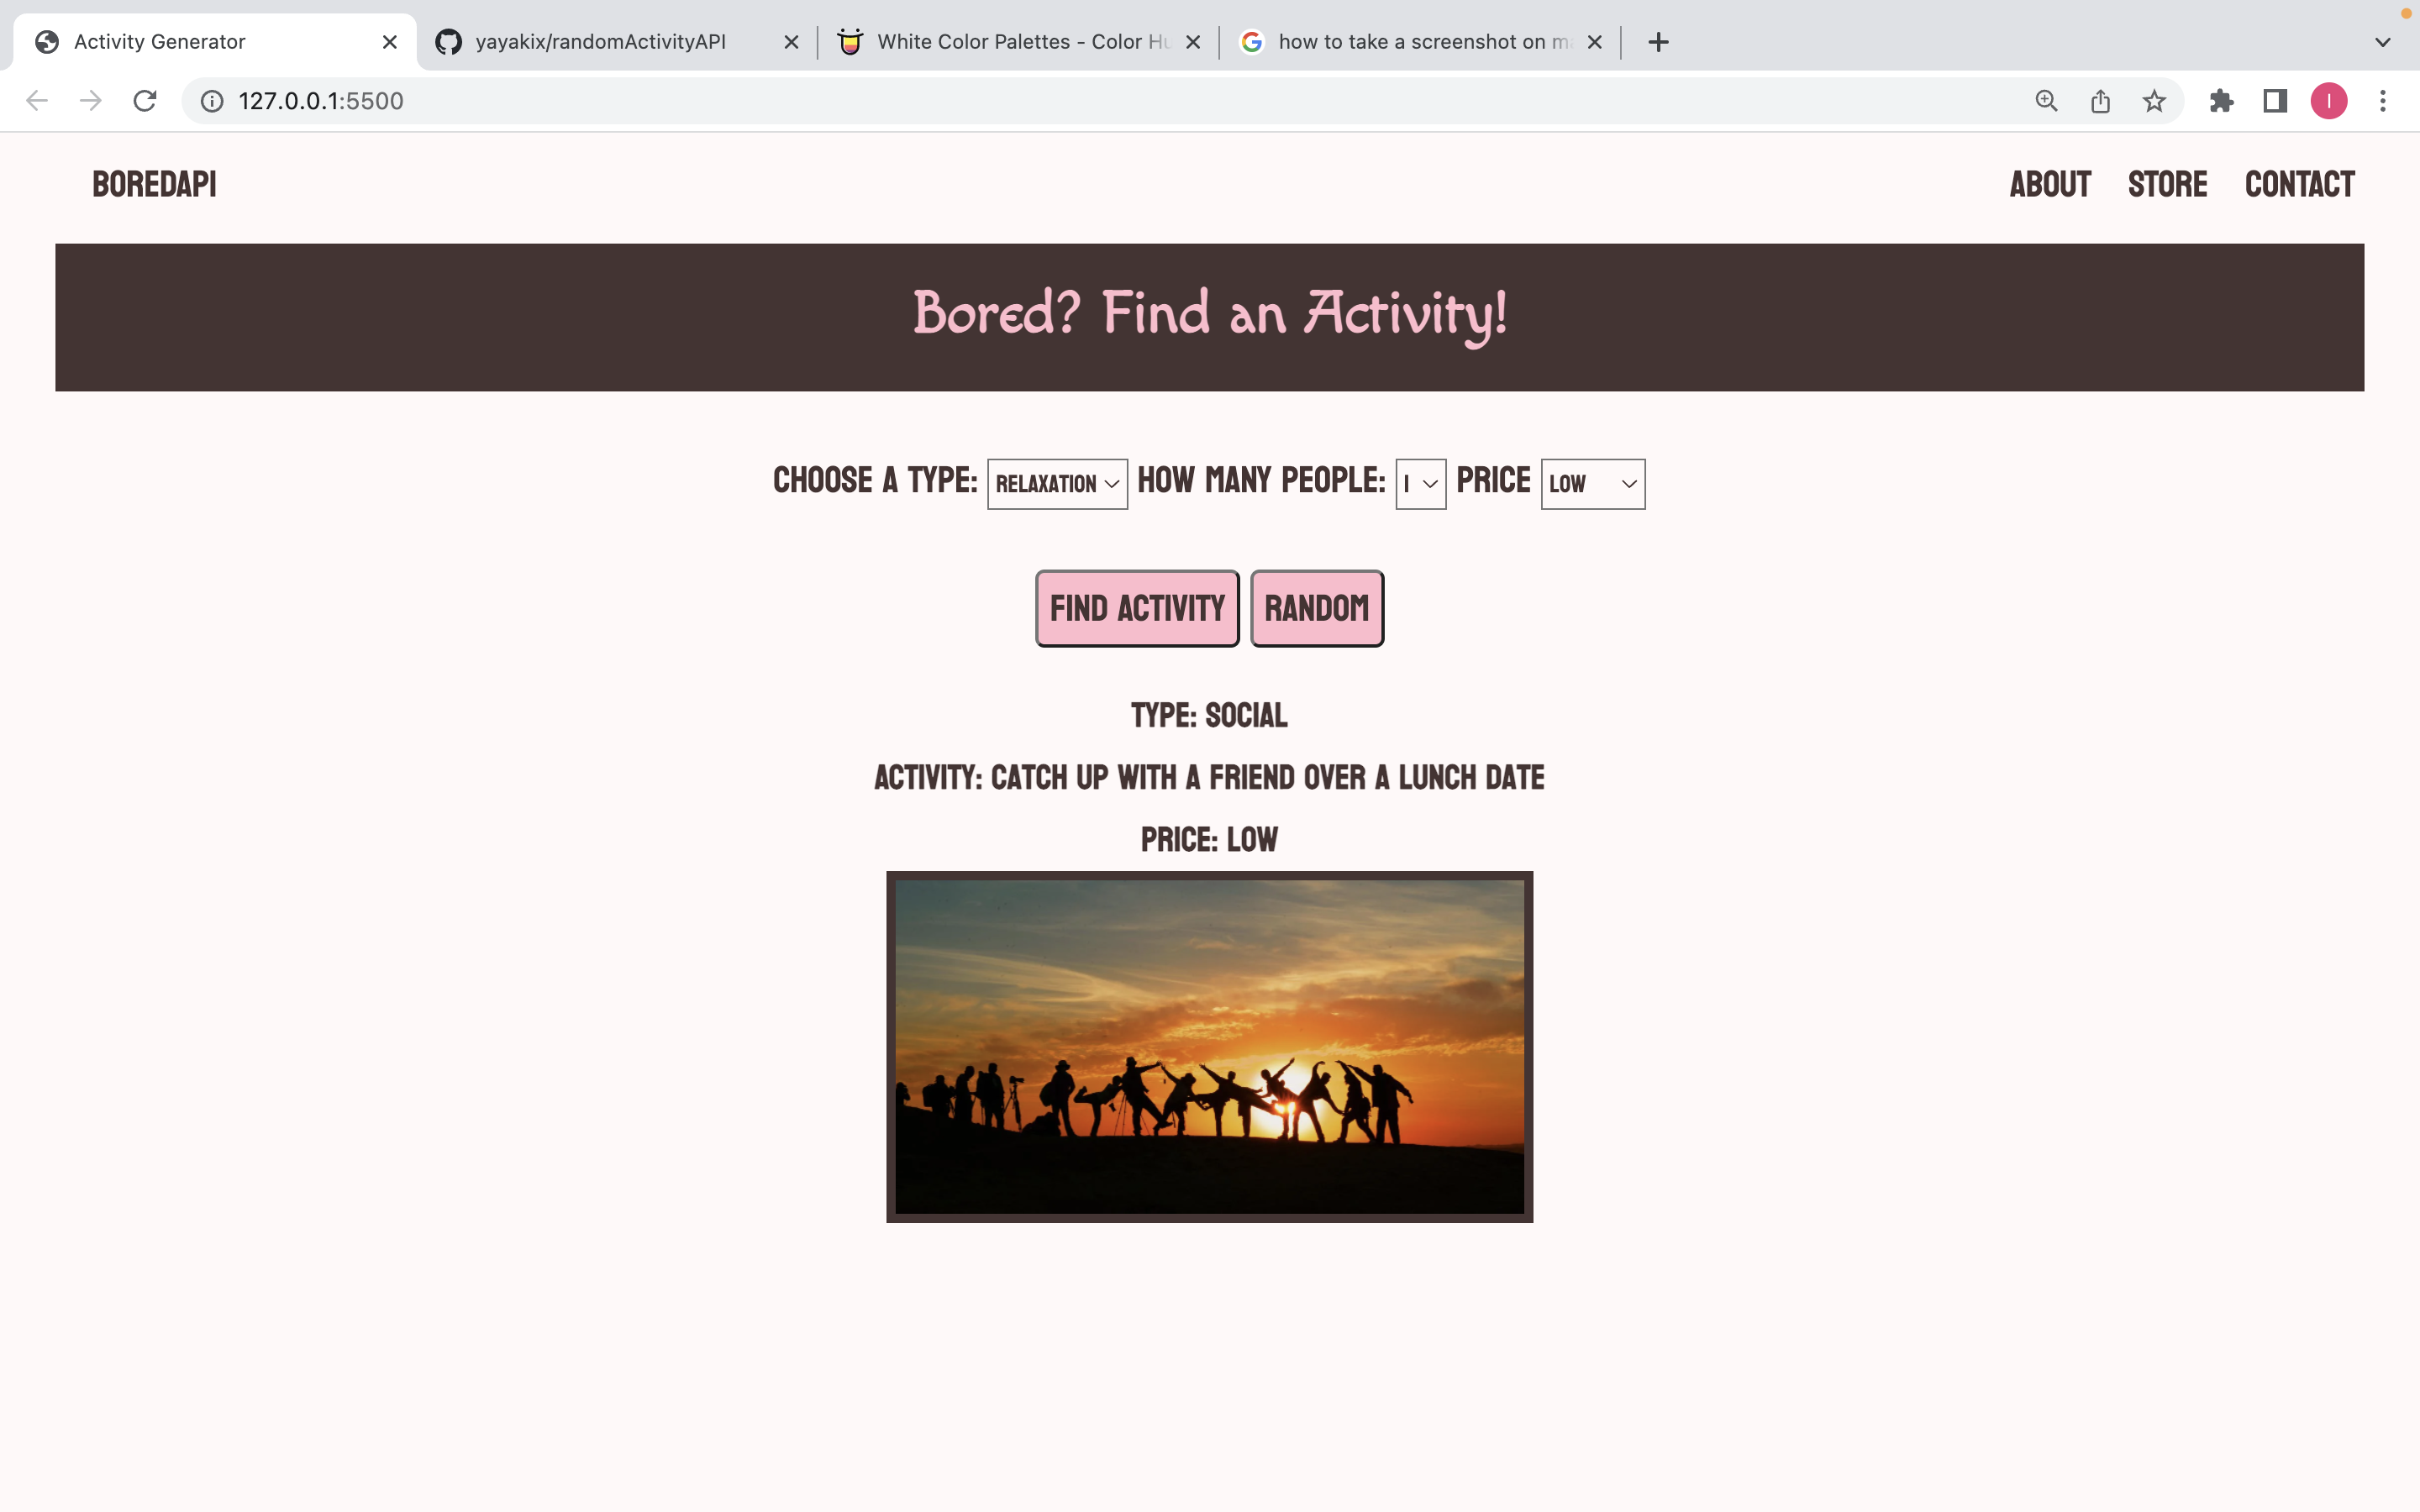 Activity Generator
yayakix/randomActivityAPI
White Color Palettes - Color Hu
how to take a screenshot on ma
127.0.0.1:5500
I
BOREDAPI
ABOUT STORE CONTACT
Bored? Find an Activity!
CHOOSE A TYPE: RELAXATION HOW MANY PEOPLE: 1 PRICE LOW
FIND ACTIVITY RANDOM
TYPE: SOCIAL
ACTIVITY: CATCH UP WITH A FRIEND OVER A LUNCH DATE
PRICE: LOW